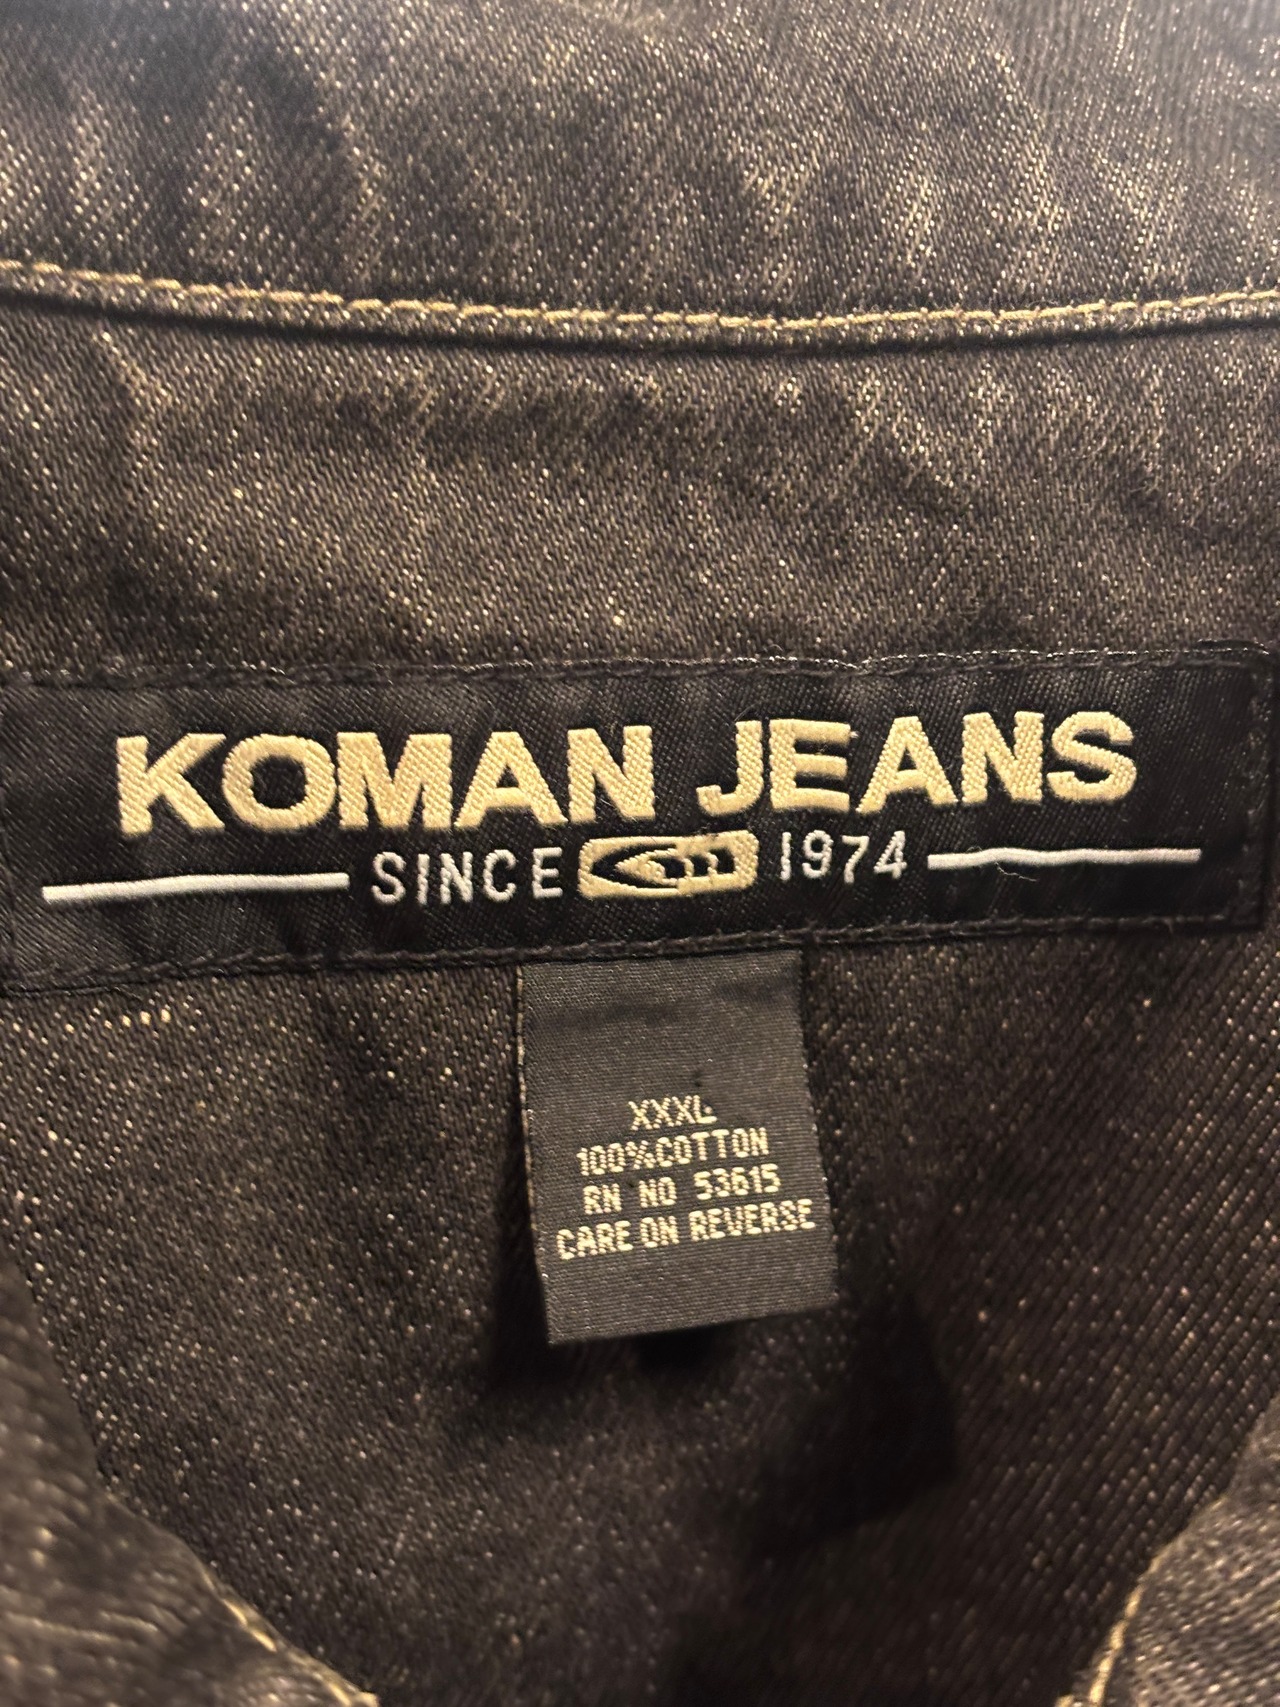 KOMAN JEANS
SINCE 1974
XXXL
100%COTTON
RN NO 53615
CARE ON REVERSE